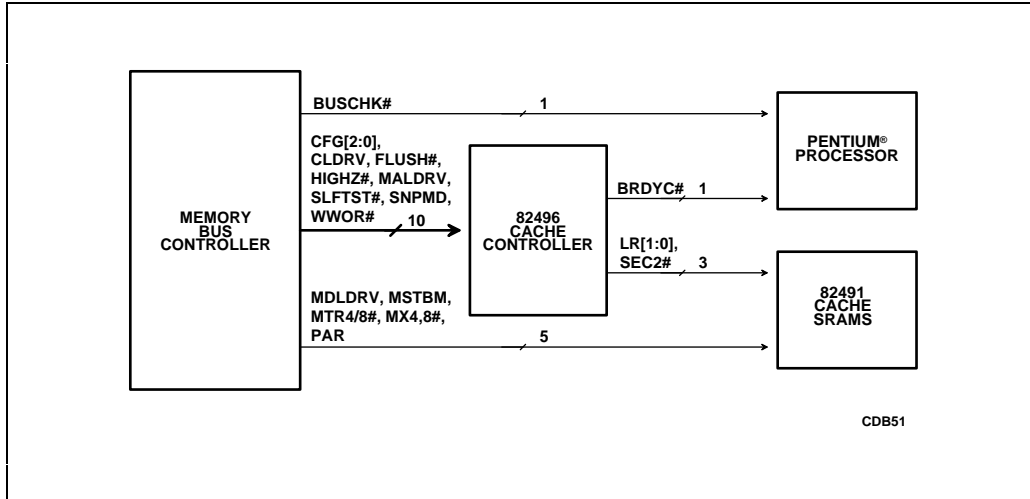 BUSCHK#
1
CFG[2:0],
CLDRV, FLUSH#,
HIGHZ#, MALDRV,
SLFTST#, SNPMD,
WWOR#
10
MEMORY
BUS
CONTROLLER
82496
CACHE
CONTROLLER
PENTIUM®
PROCESSOR
BRDYC#
1
LR[1:0],
SEC2#
3
MDLDRV, MSTBM,
MTR4/8#, MX4,8#,
PAR
5
82491
CACHE
SRAMS
CDB51